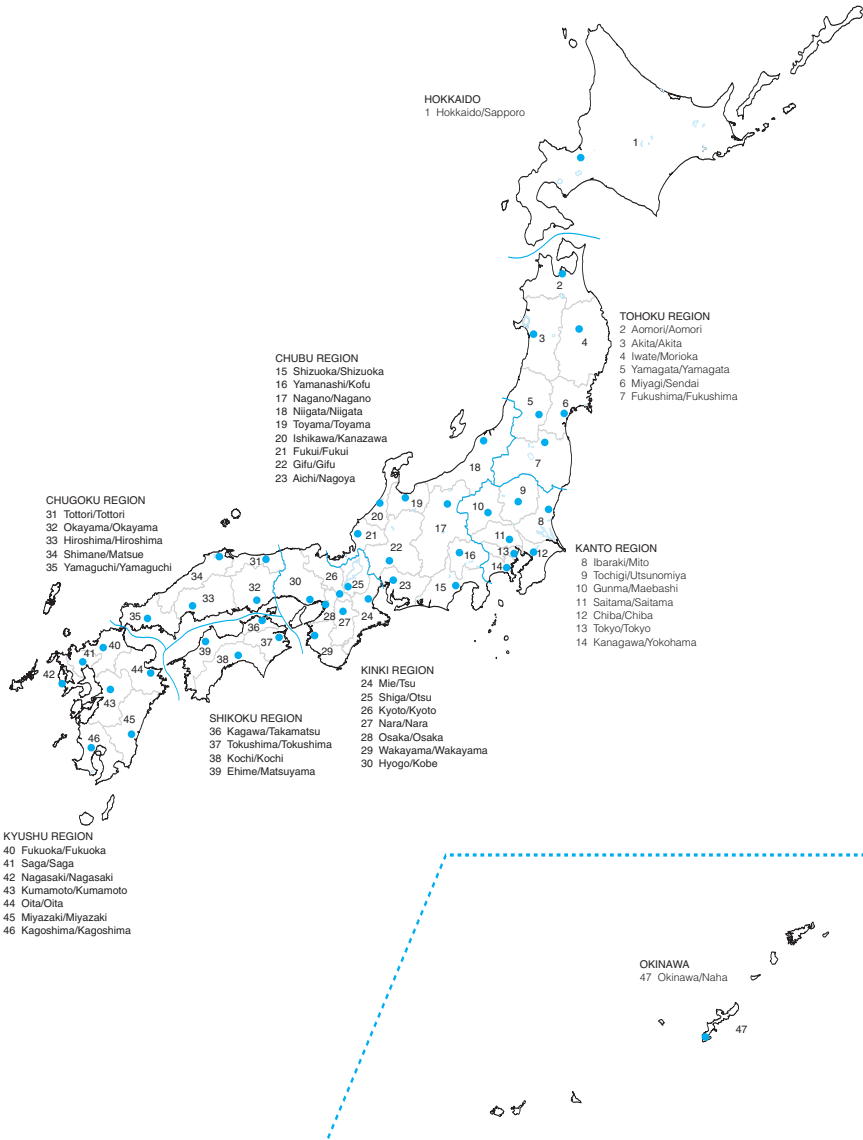 HOKKAIDO
1 Hokkaido/Sapporo
1
2
TOHOKU REGION
2 Aomori/Aomori
3 Akita/Akita
4 Iwate/Morioka
5 Yamagata/Yamagata
6 Miyagi/Sendai
7 Fukushima/Fukushima
3
4
CHUBU REGION
15 Shizuoka/Shizuoka
16 Yamanashi/Kofu
17 Nagano/Nagano
18 Niigata/Niigata
19 Toyama/Toyama
20 Ishikawa/Kanazawa
21 Fukui/Fukui
22 Gifu/Gifu
23 Aichi/Nagoya
5
6
7
18
CHUGOKU REGION
31 Tottori/Tottori
32 Okayama/Okayama
33 Hiroshima/Hiroshima
34 Shimane/Matsue
35 Yamaguchi/Yamaguchi
9
19
20
10
8
17
21
11
22
16
13
12
14
KANTO REGION
8 Ibaraki/Mito
9 Tochigi/Utsunomiya
10 Gunma/Maebashi
11 Saitama/Saitama
12 Chiba/Chiba
13 Tokyo/Tokyo
14 Kanagawa/Yokohama
31
34
30
26
25
23
15
32
33
28
27
24
35
36
37
39
38
29
40
41
44
42
43
45
46
KINKI REGION
24 Mie/Tsu
25 Shiga/Otsu
26 Kyoto/Kyoto
27 Nara/Nara
28 Osaka/Osaka
29 Wakayama/Wakayama
30 Hyogo/Kobe
SHIKOKU REGION
36 Kagawa/Takamatsu
37 Tokushima/Tokushima
38 Kochi/Kochi
39 Ehime/Matsuyama
KYUSHU REGION
40 Fukuoka/Fukuoka
41 Saga/Saga
42 Nagasaki/Nagasaki
43 Kumamoto/Kumamoto
44 Oita/Oita
45 Miyazaki/Miyazaki
46 Kagoshima/Kagoshima
OKINAWA
47 Okinawa/Naha
47